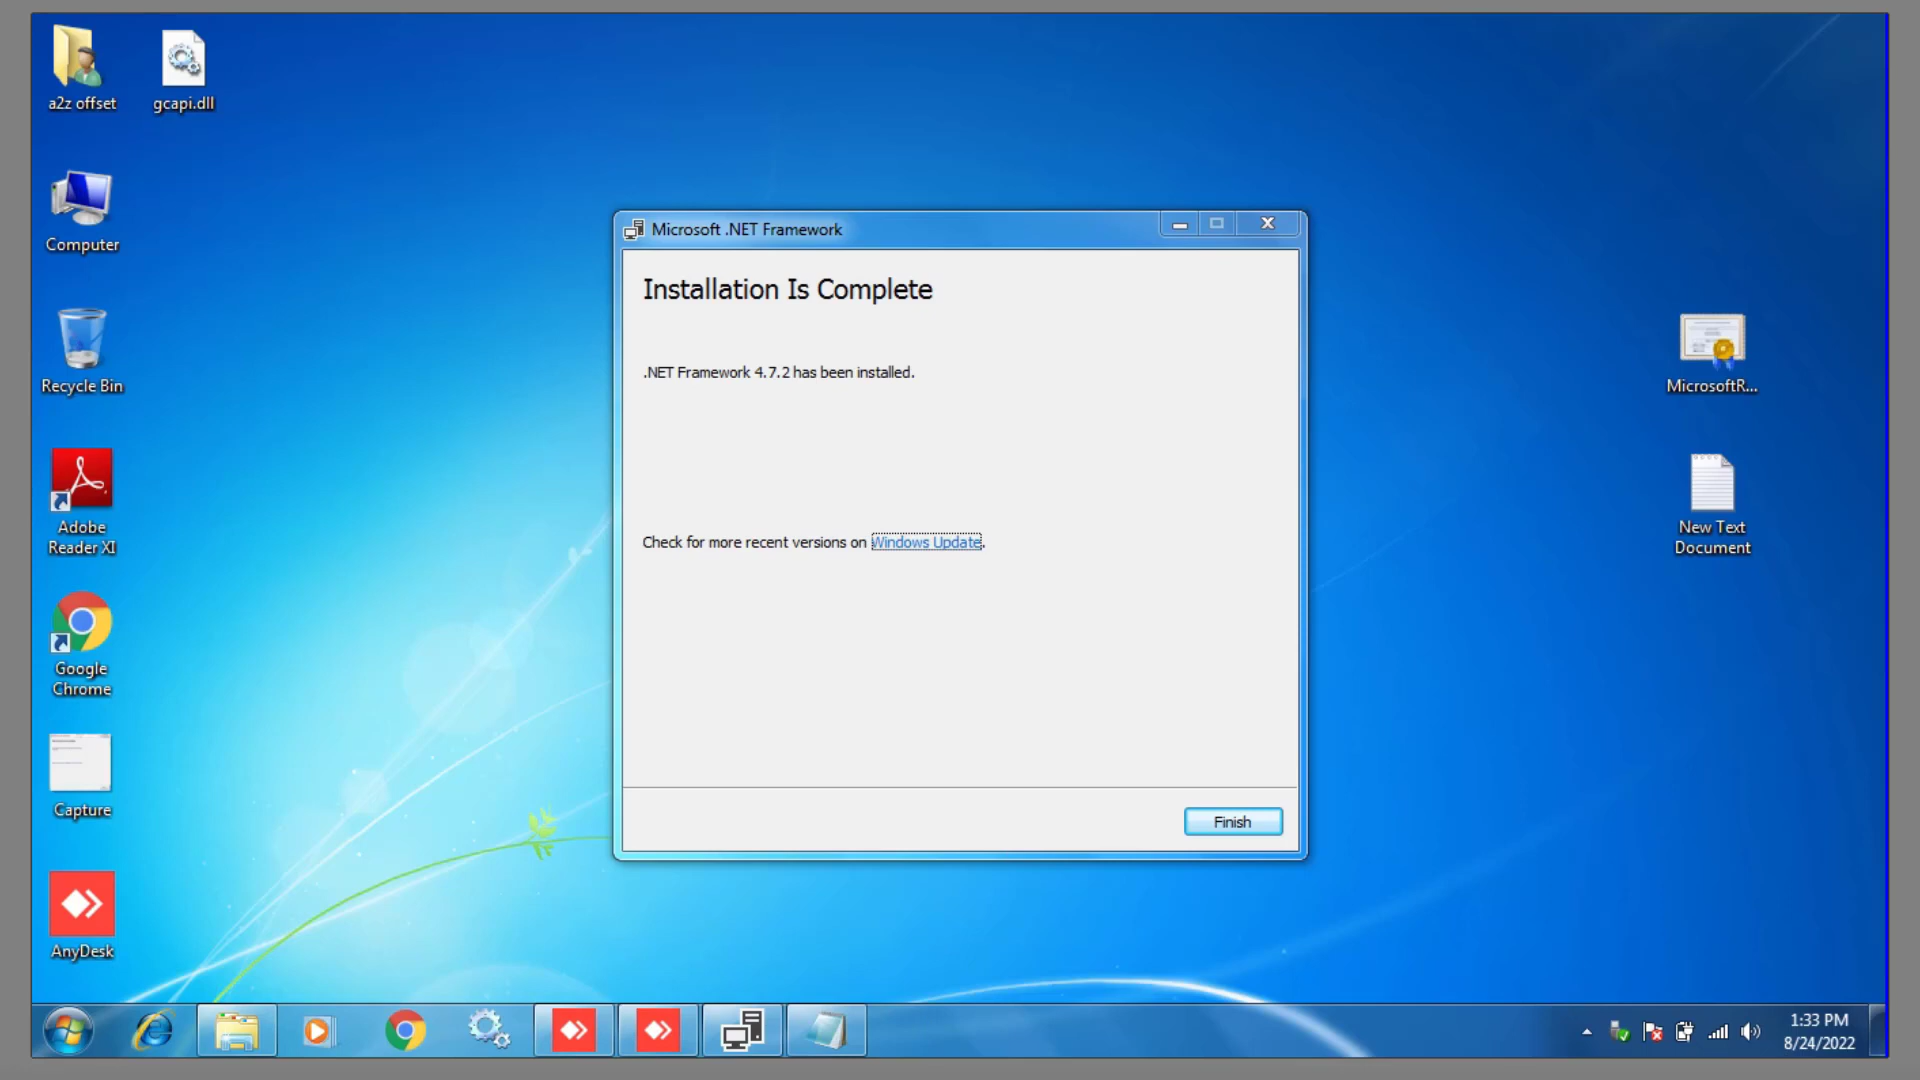 a2z offset
gcapi.dll
Computer
Recycle Bin
Adobe
Reader XI
Google
Chrome
Capture
AnyDesk
Microsoft .NET Framework
Installation Is Complete
.NET Framework 4.7.2 has been installed.
Check for more recent versions on Windows Update.
Finish
MicrosoftR...
New Text
Document
1:33 PM
8/24/2022